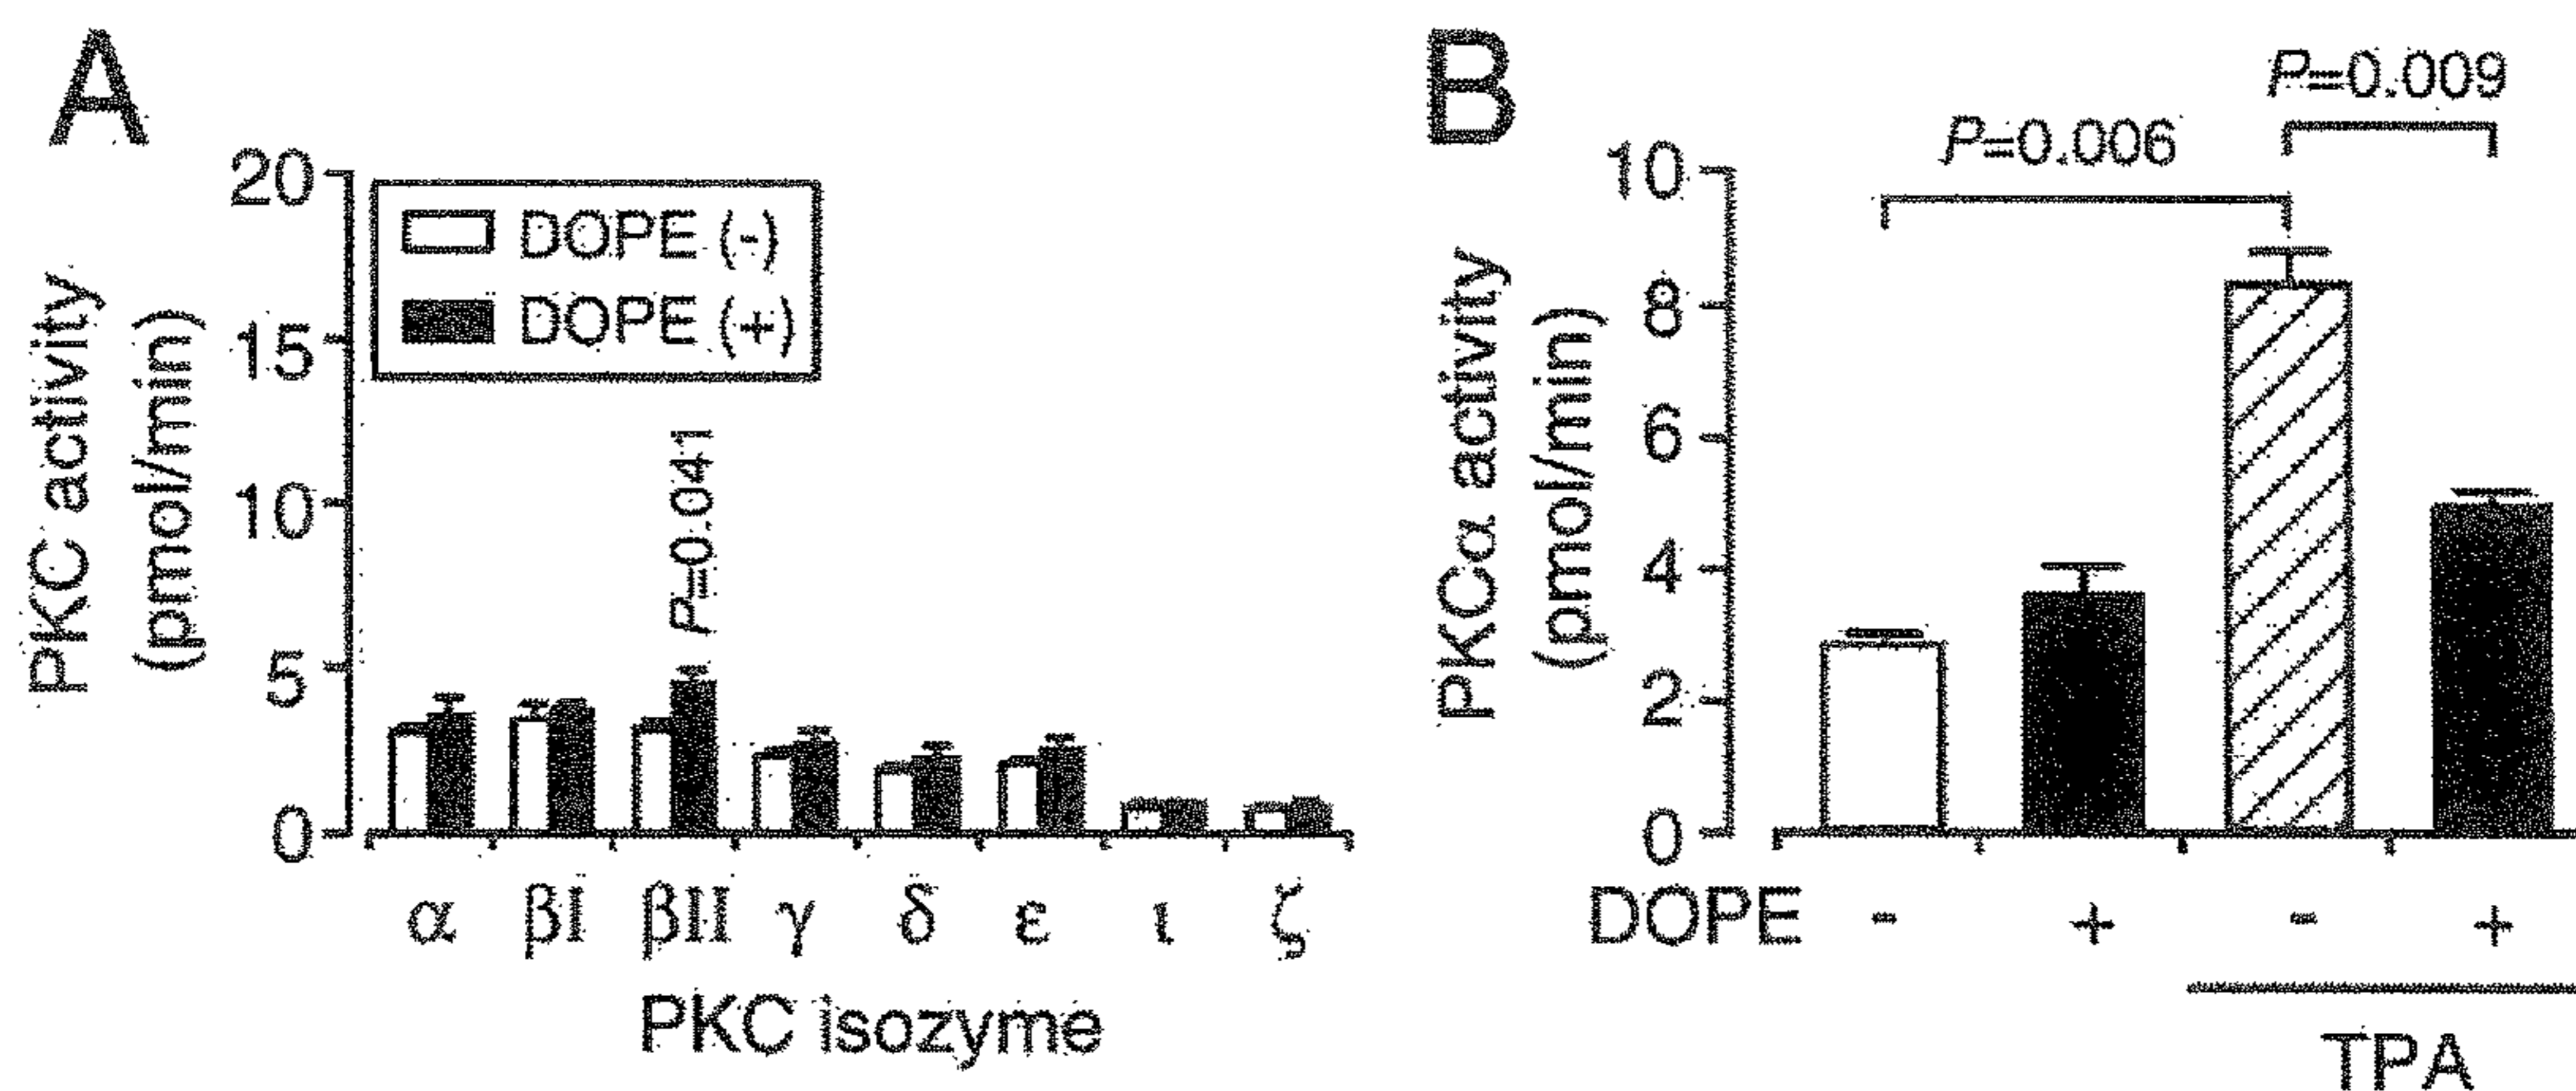 A
20
15
10
5
0
PKC activity
(pmol/min)
DOPE (-)
DOPE (+)
P=0.041
α βI βII γ δ ε ι ζ
PKC isozyme
B
P=0.009
P=0.006
10
8
6
4
2
0
PKCα activity
(pmol/min)
DOPE - + - +
TPA